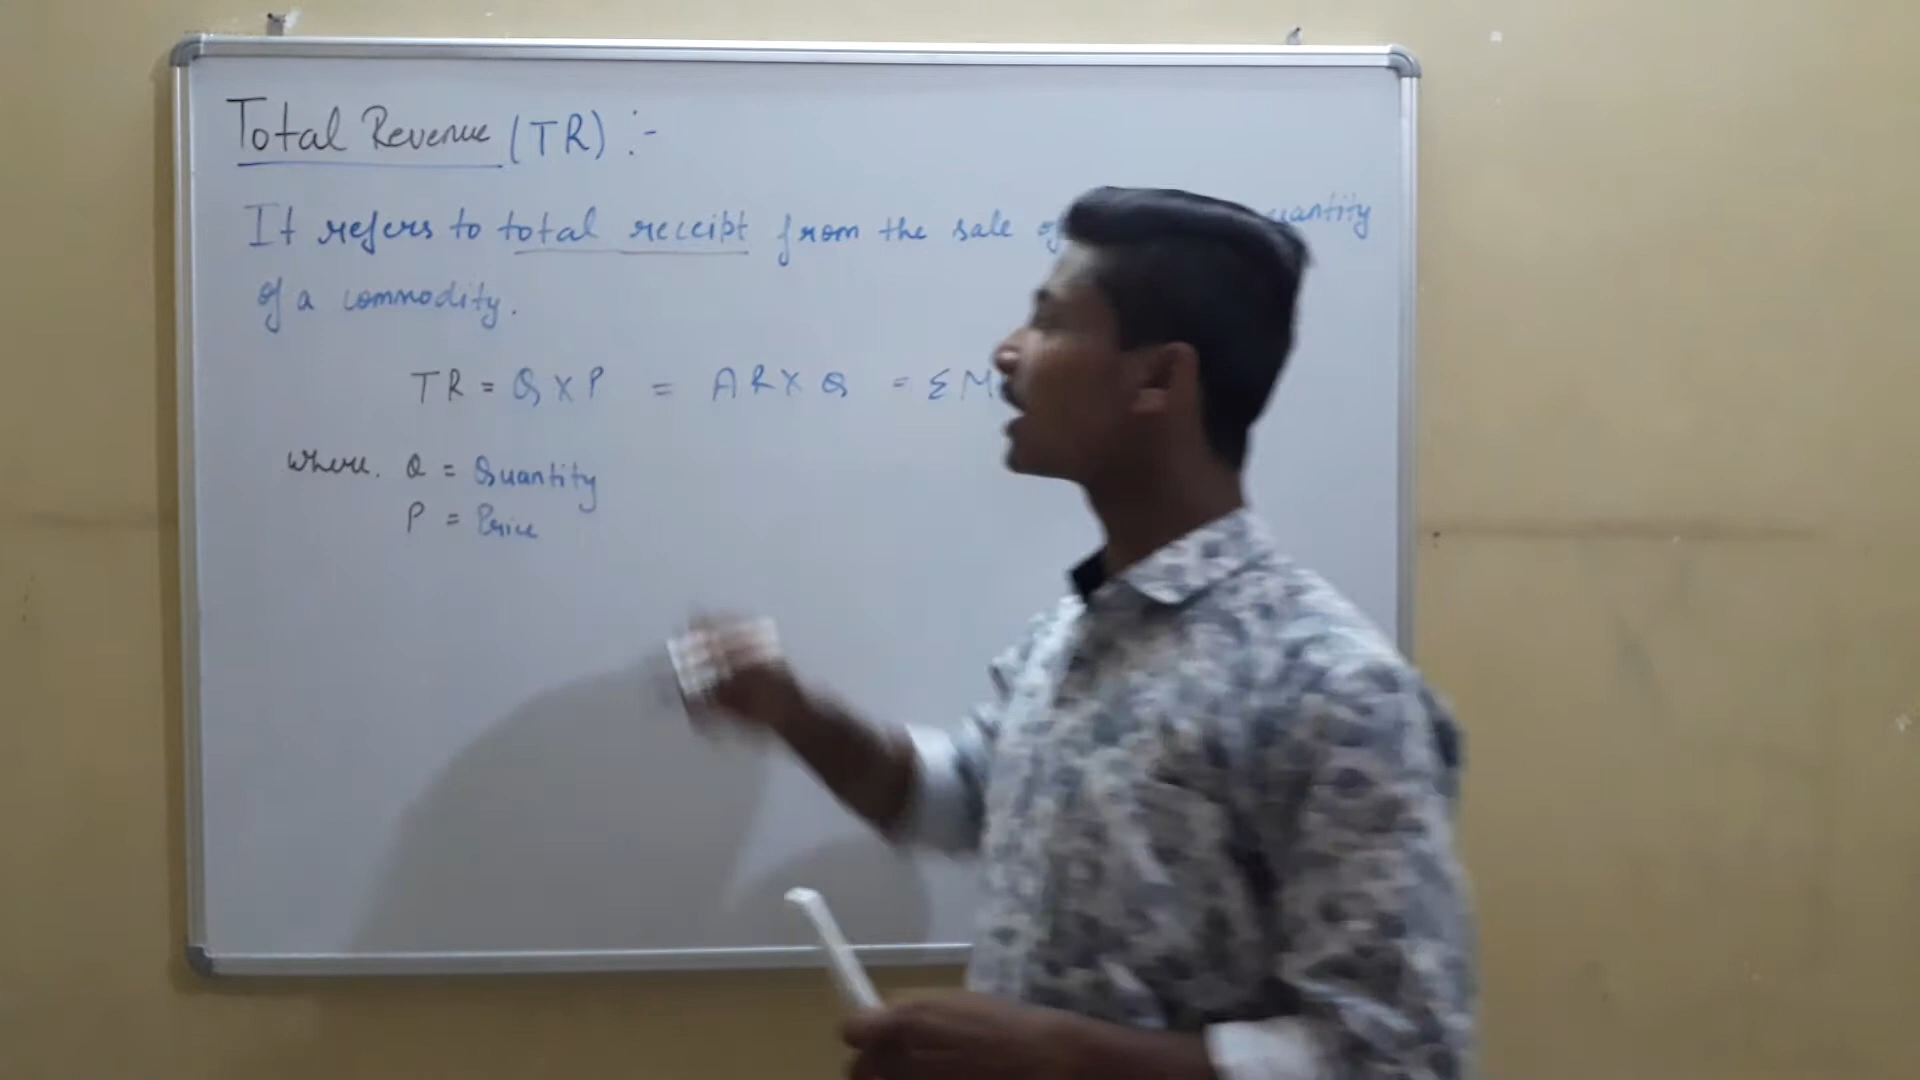 Total Revenue (TR) :-
It refers to total receipt from the sale of
of a commodity.
TR = Q X P = AR X Q = Σ M
where. Q = Quantity
P = Price